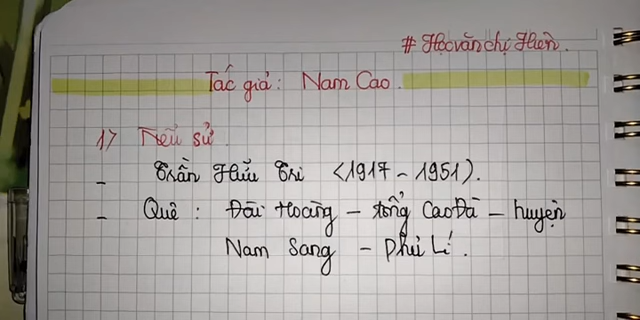 # Học văn chị Hiền.
Tác giả: Nam Cao.
1) Tiểu sử.
- Trần Hữu Tri <1917 - 1951).
- Quê: Đại Hoàng - tổng Cao Đà - huyện
Nam Sang - Phủ Lí.